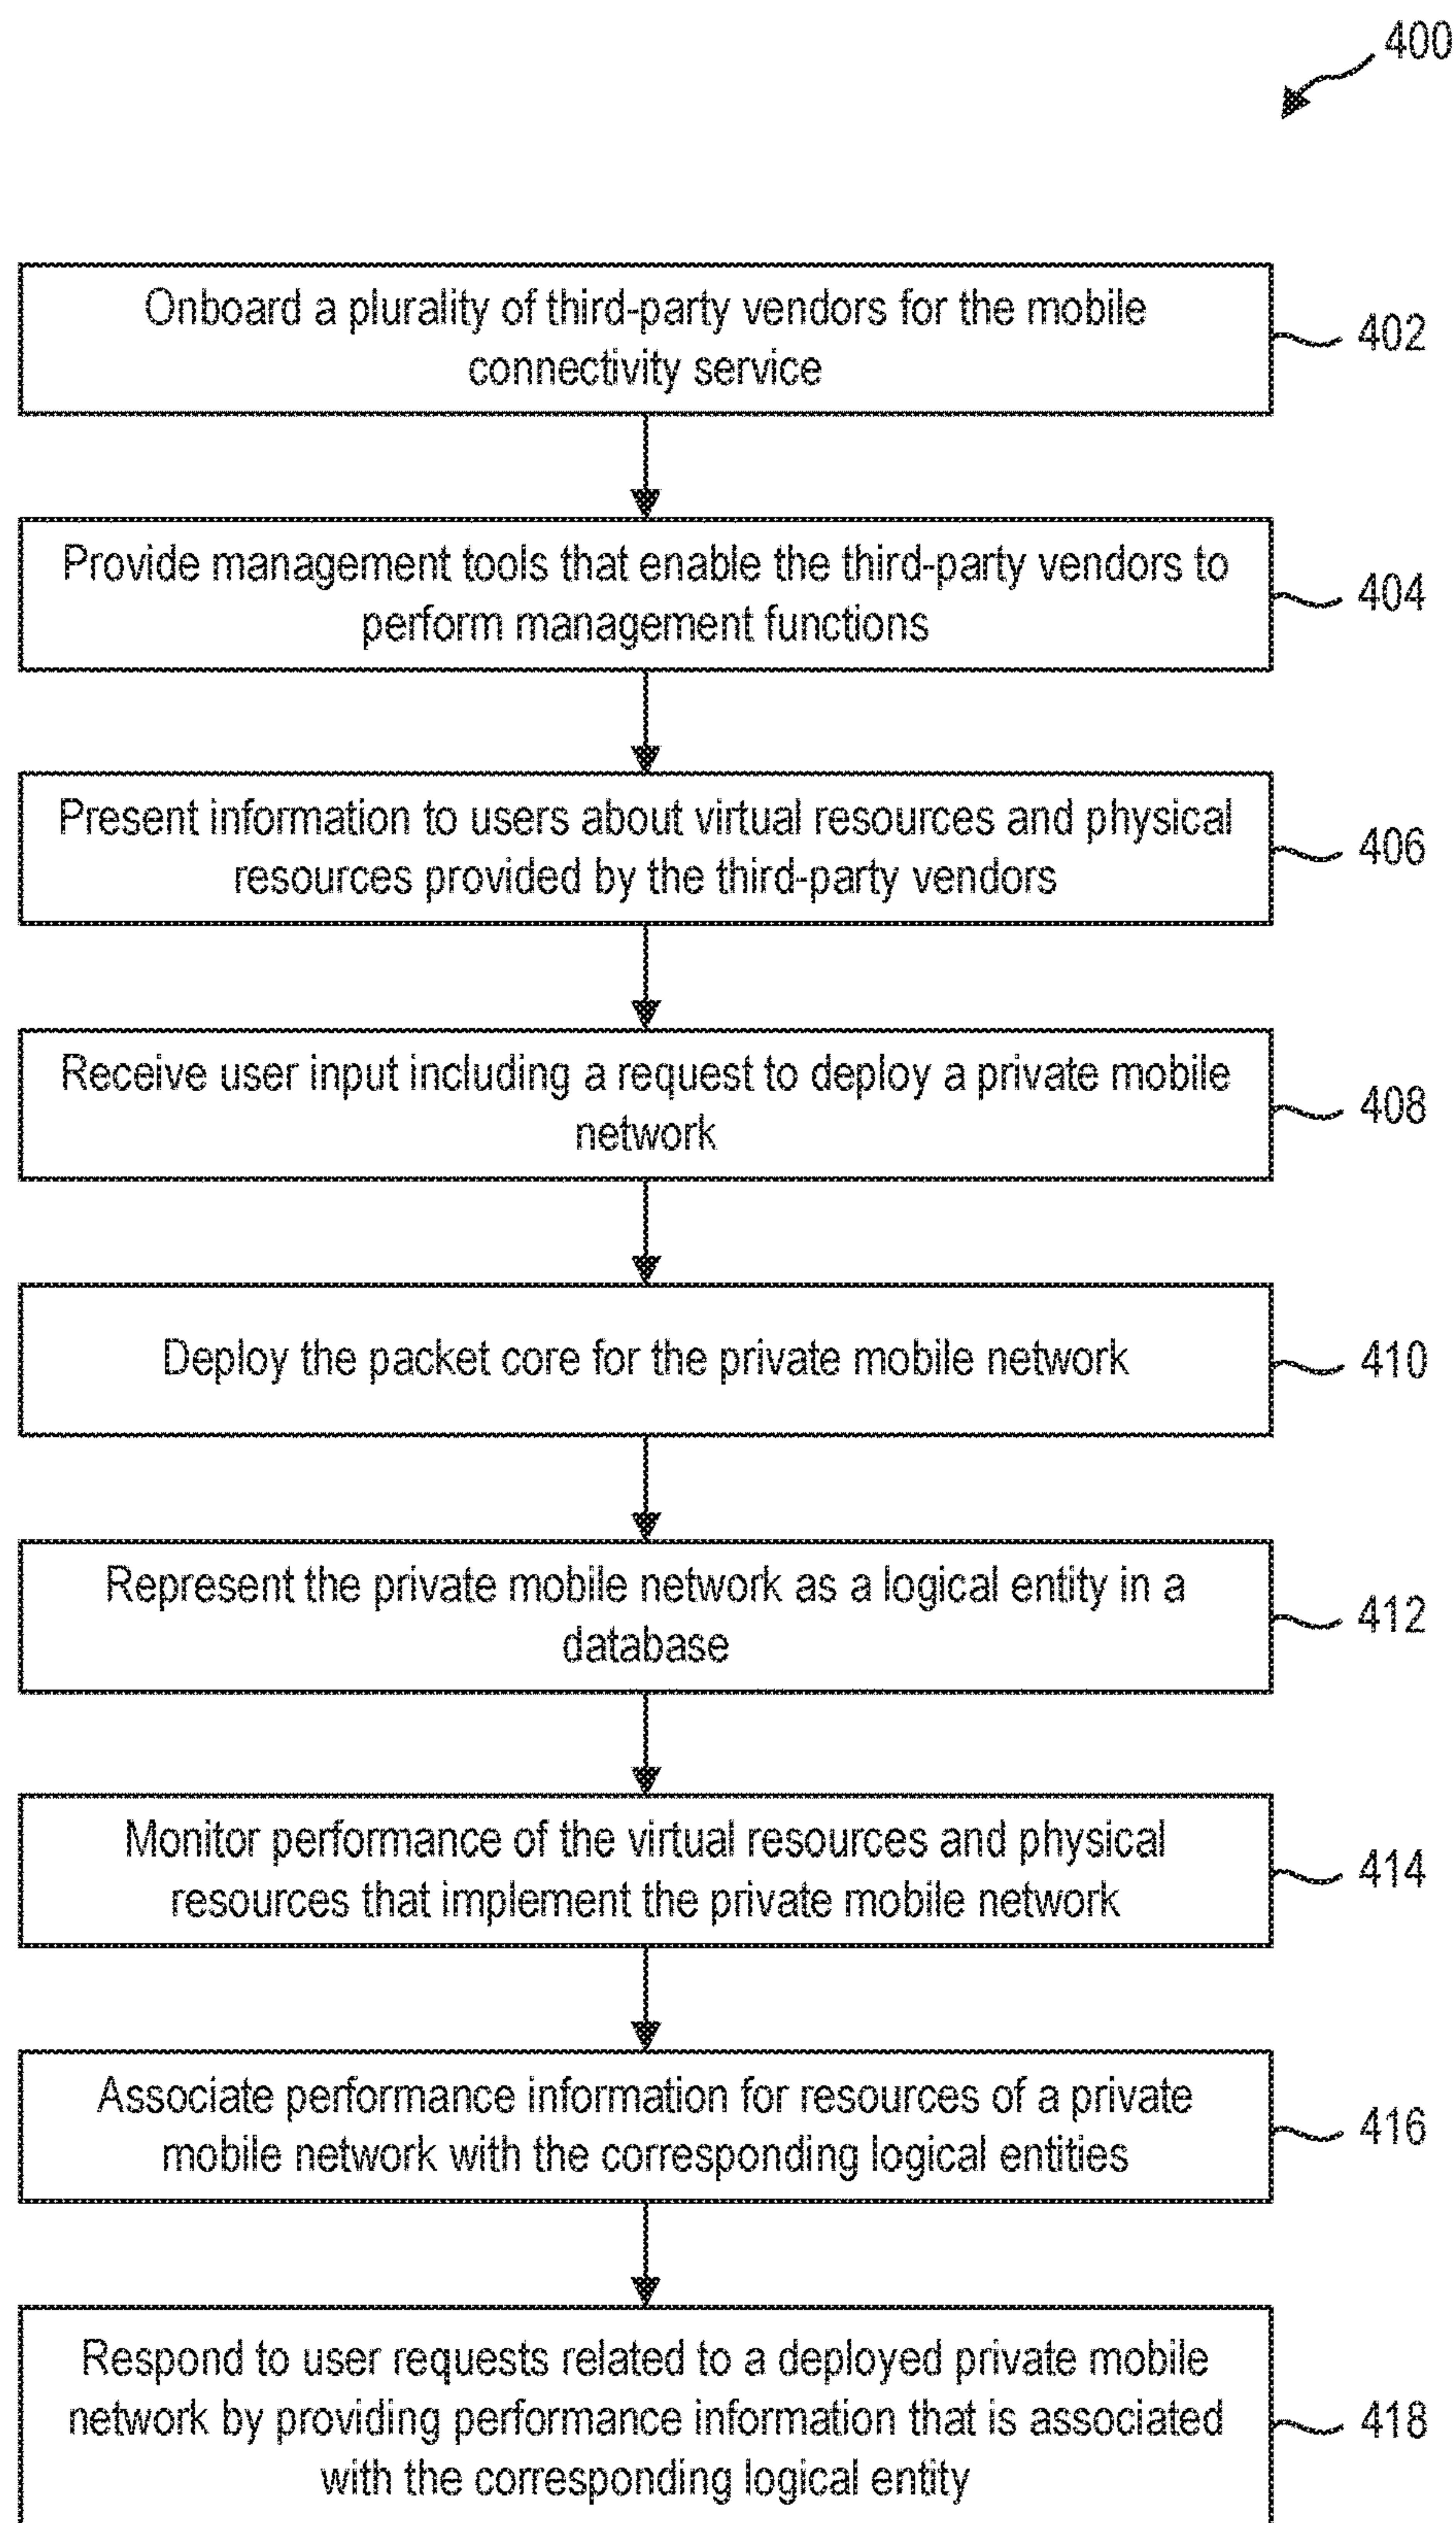 400
Onboard a plurality of third-party vendors for the mobile
connectivity service
402
Provide management tools that enable the third-party vendors to
perform management functions
404
Present information to users about virtual resources and physical
resources provided by the third-party vendors
406
Receive user input including a request to deploy a private mobile
network
408
Deploy the packet core for the private mobile network
410
Represent the private mobile network as a logical entity in a
database
412
Monitor performance of the virtual resources and physical
resources that implement the private mobile network
414
Associate performance information for resources of a private
mobile network with the corresponding logical entities
416
Respond to user requests related to a deployed private mobile
network by providing performance information that is associated
with the corresponding logical entity
418